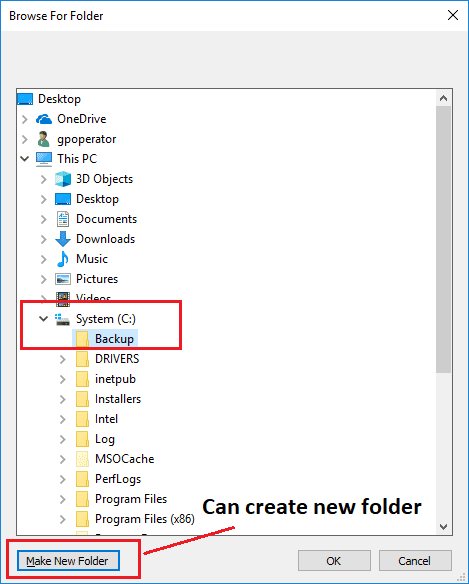 Browse For Folder
Desktop
OneDrive
gpoperator
This PC
3D Objects
Desktop
Documents
Downloads
Music
Pictures
Videos
System (C:)
Backup
DRIVERS
inetpub
Installers
Intel
Log
MSOCache
PerfLogs
Program Files
Program Files (x86)
Can create new folder
Make New Folder
OK
Cancel